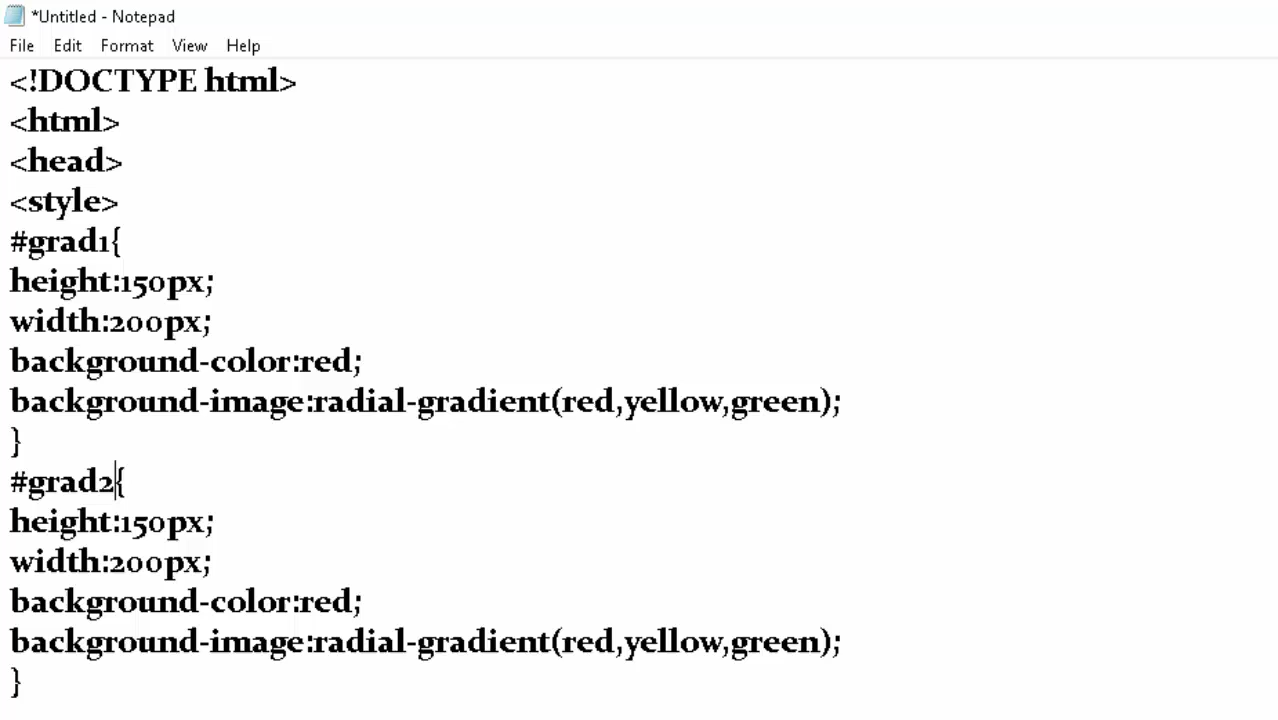 *Untitled - Notepad
File Edit Format View Help
<!DOCTYPE html>
<html>
<head>
<style>
#grad1{
height:150px;
width:200px;
background-color:red;
background-image:radial-gradient(red,yellow,green);
}
#grad2{
height:150px;
width:200px;
background-color:red;
background-image:radial-gradient(red,yellow,green);
}